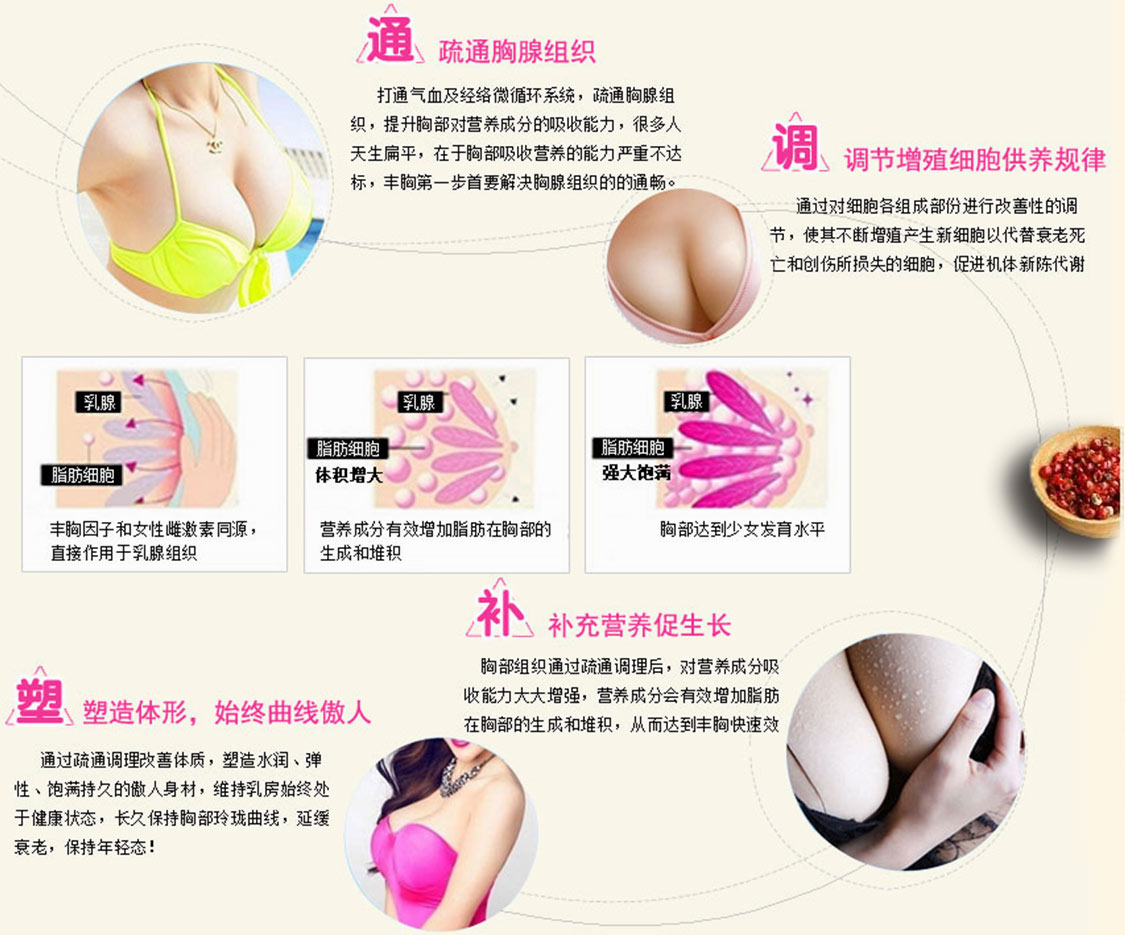 通
疏通胸腺组织
打通气血及经络微循环系统，疏通胸腺组
织，提升胸部对营养成分的吸收能力，很多人
天生扁平，在于胸部吸收营养的能力严重不达
标，丰胸第一步首要解决胸腺组织的的通畅。
调
调节增殖细胞供养规律
通过对细胞各组成部份进行改善性的调
节，使其不断增殖产生新细胞以代替衰老死
亡和创伤所损失的细胞，促进机体新陈代谢
乳腺
脂肪细胞
丰胸因子和女性雌激素同源，
直接作用于乳腺组织
乳腺
脂肪细胞
体积增大
营养成分有效增加脂肪在胸部的
生成和堆积
乳腺
脂肪细胞
强大饱满
胸部达到少女发育水平
补
补充营养促生长
胸部组织通过疏通调理后，对营养成分吸
收能力大大增强，营养成分会有效增加脂肪
在胸部的生成和堆积，从而达到丰胸快速效
塑
塑造体形，始终曲线傲人
通过疏通调理改善体质，塑造水润、弹
性、饱满持久的傲人身材，维持乳房始终处
于健康状态，长久保持胸部玲珑曲线，延缓
衰老，保持年轻态！